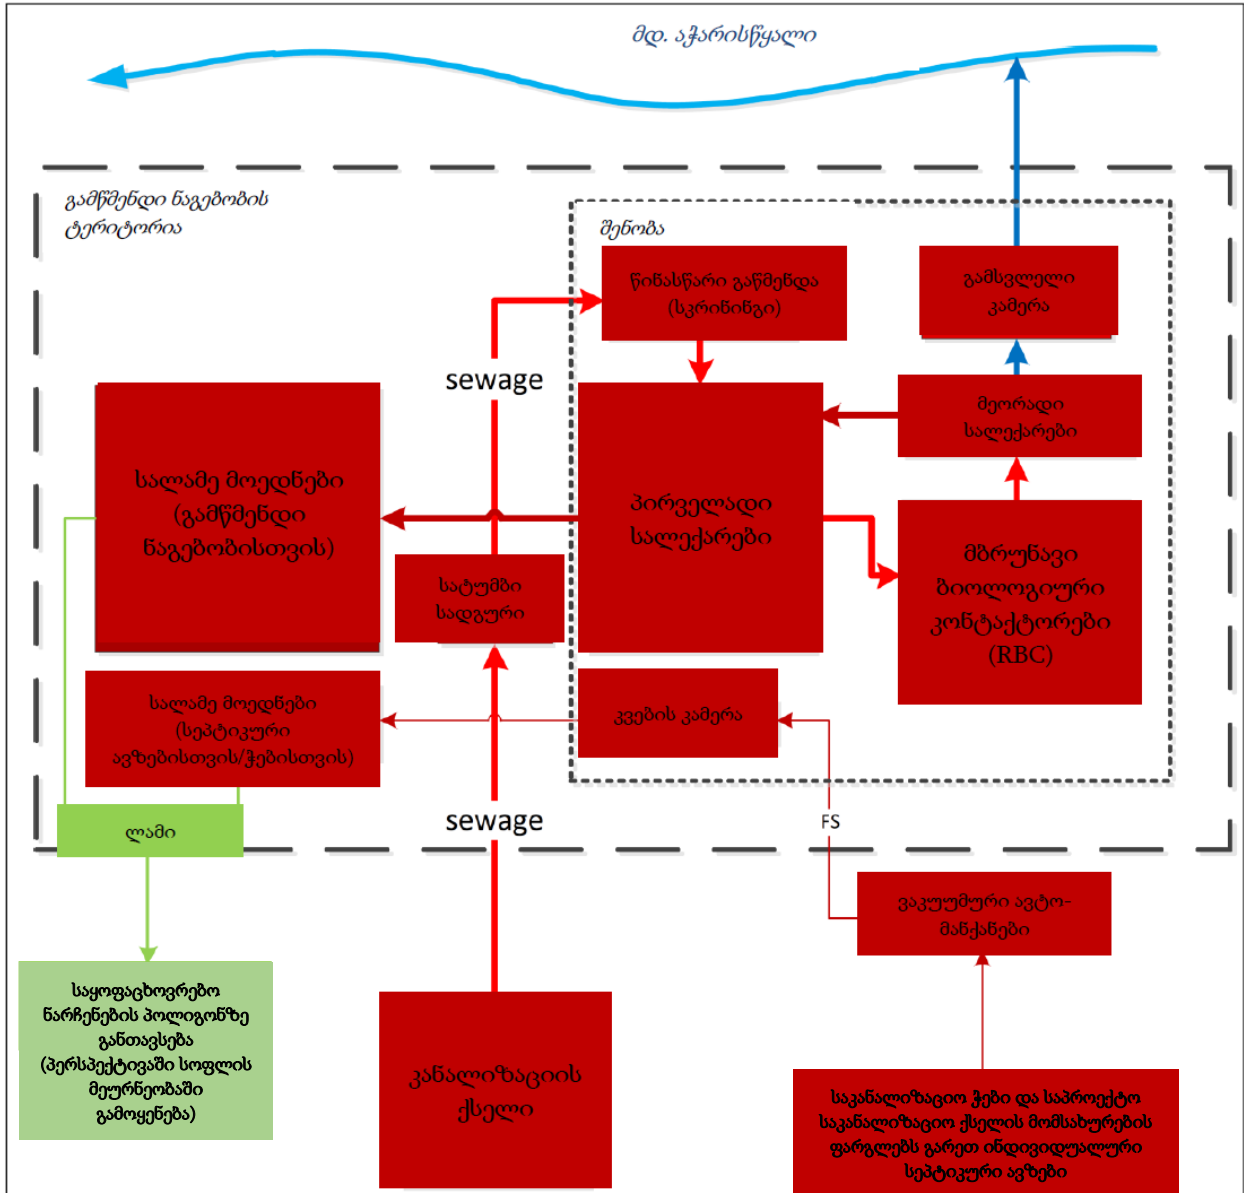 მდ. აჭარისწყალი
გამწმენდი ნაგებობის
ტერიტორია
შენობა
წინასწარი გაწმენდა
(სკრინინგი)
გამსვლელი
კამერა
sewage
მეორადი
სალექარები
სალამე მოედნები
(გამწმენდი
ნაგებობისთვის)
პირველადი
სალექარები
მბრუნავი
ბიოლოგიური
კონტაქტორები
(RBC)
სატუმბი
სადგური
სალამე მოედნები
(სეპტიკური
ავზებისთვის/ჭებისთვის)
კვების კამერა
ლამი
sewage
FS
ვაკუუმური ავტო-
მანქანები
საყოფაცხოვრებო
ნარჩენების პოლიგონზე
განთავსება
(პერსპექტივაში სოფლის
მეურნეობაში
გამოყენება)
კანალიზაციის
ქსელი
საკანალიზაციო ჭები და საპროექტო
საკანალიზაციო ქსელის მომსახურების
ფარგლებს გარეთ ინდივიდუალური
სეპტიკური ავზები